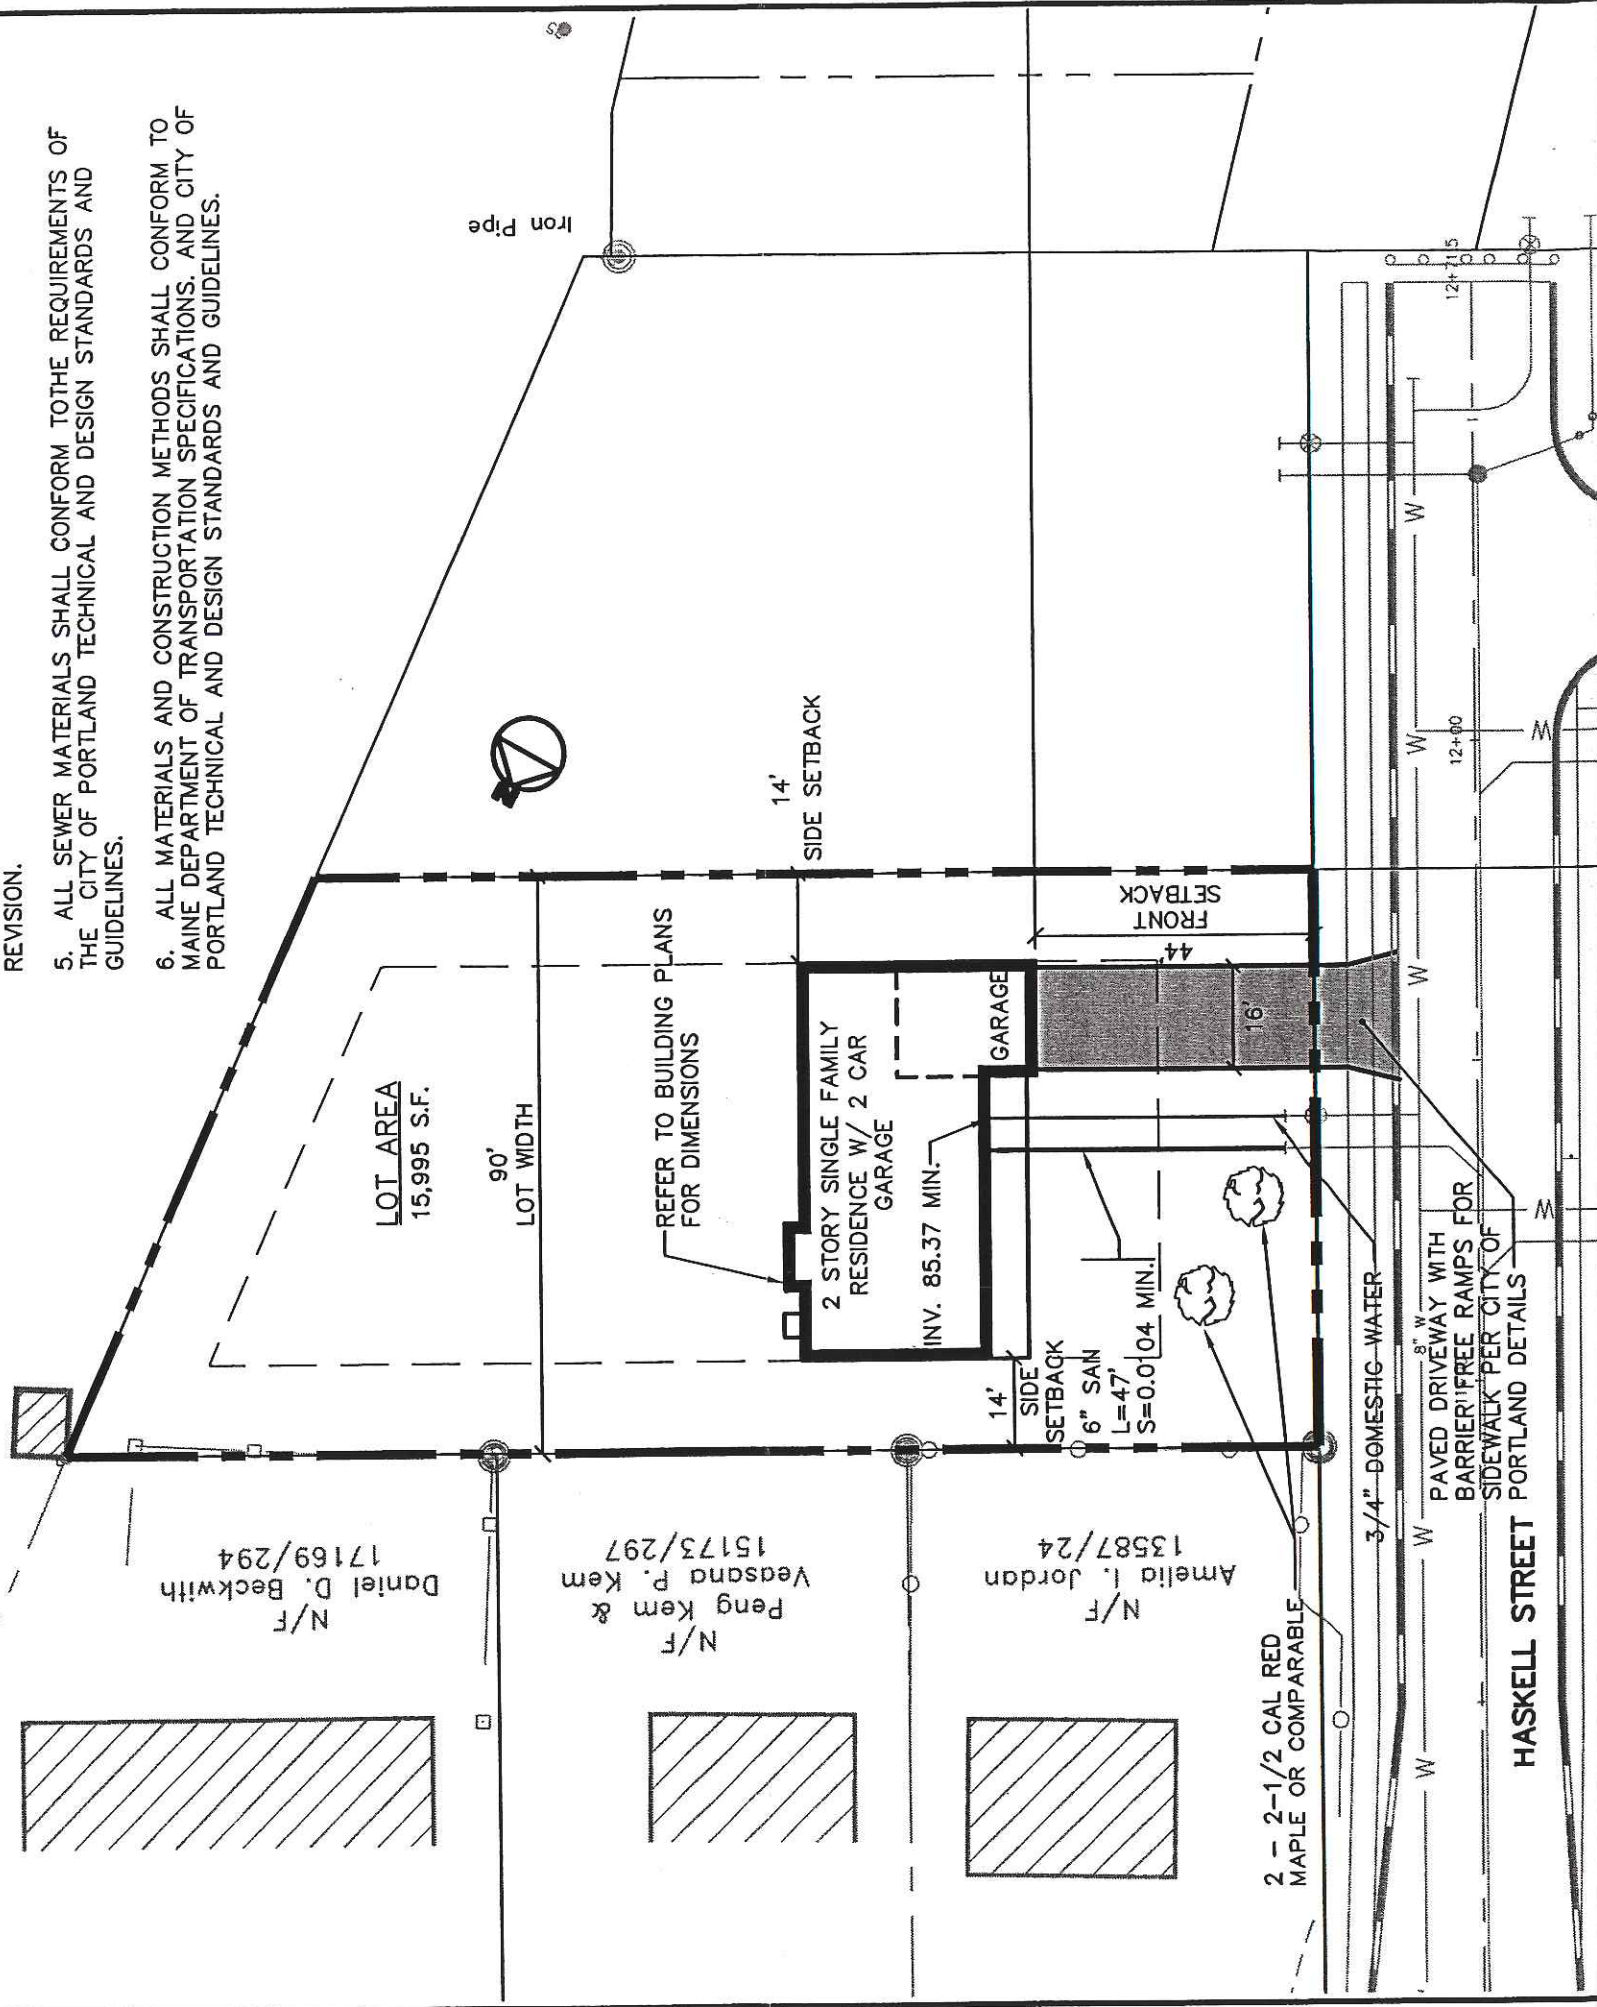 REVISION.
5. ALL SEWER MATERIALS SHALL CONFORM TOTHE REQUIREMENTS OF
THE CITY OF PORTLAND TECHNICAL AND DESIGN STANDARDS AND
GUIDELINES.
6. ALL MATERIALS AND CONSTRUCTION METHODS SHALL CONFORM TO
MAINE DEPARTMENT OF TRANSPORTATION SPECIFICATIONS. AND CITY OF
PORTLAND TECHNICAL AND DESIGN STANDARDS AND GUIDELINES.
Iron Pipe
N
N/F
Daniel D. Beckwith
17169/294
N/F
Peng Kem &
Veasana P. Kem
15173/297
N/F
Amelia I. Jordan
13587/24
LOT AREA
15,995 S.F.
90'
LOT WIDTH
REFER TO BUILDING PLANS
FOR DIMENSIONS
14'
SIDE SETBACK
2 STORY SINGLE FAMILY
RESIDENCE W/ 2 CAR
GARAGE
INV. 85.37 MIN.
GARAGE
44'
FRONT
SETBACK
16'
14'
SIDE
SETBACK
6" SAN
L=47'
S=0.0104 MIN.
2 - 2-1/2 CAL RED
MAPLE OR COMPARABLE
3/4" DOMESTIC WATER
8" W
PAVED DRIVEWAY WITH
BARRIER FREE RAMPS FOR
SIDEWALK PER CITY OF
PORTLAND DETAILS
HASKELL STREET
12+00
12+71.5
W
W
W
W
W
W
W